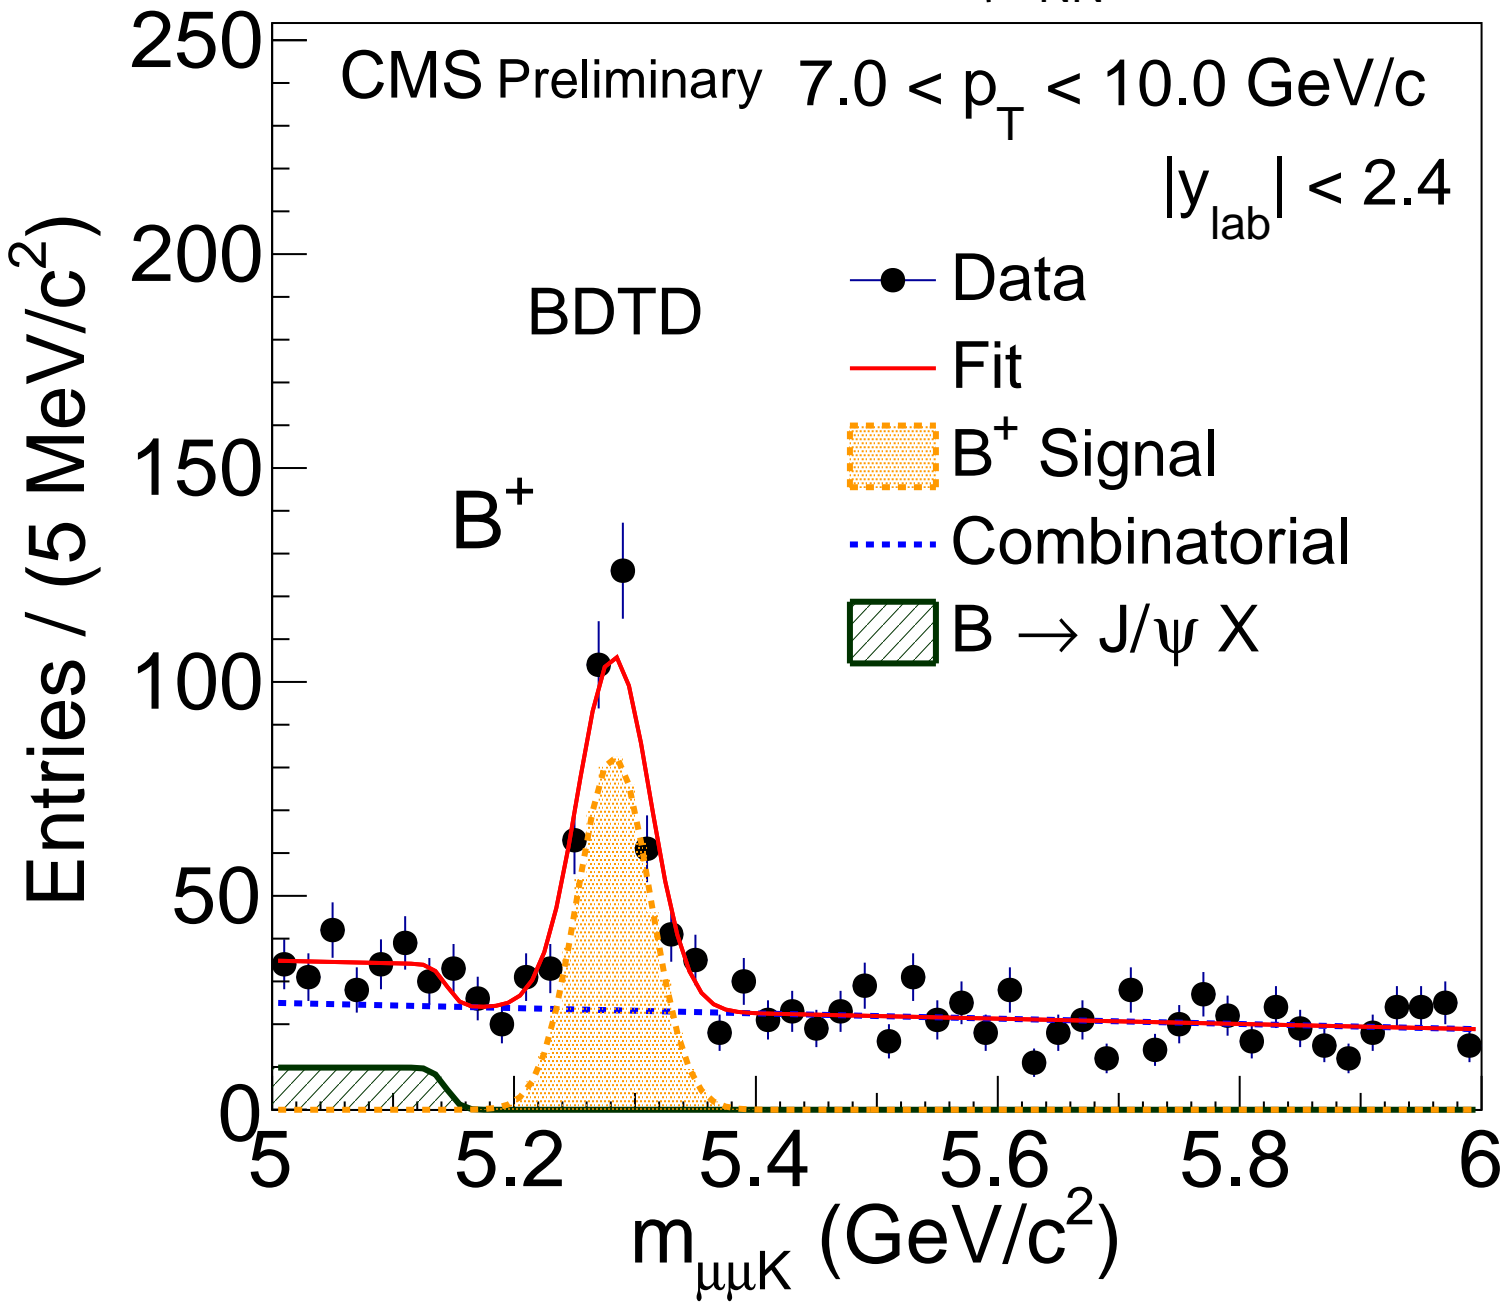 250
CMS Preliminary 7.0 < p_T < 10.0 GeV/c
|y_lab| < 2.4
200
Data
BDTD
Fit
B⁺ Signal
150
B⁺
Combinatorial
B → J/ψ X
100
50
0
Entries / (5 MeV/c²)
5 5.2 5.4 5.6 5.8 6
m_μμK (GeV/c²)